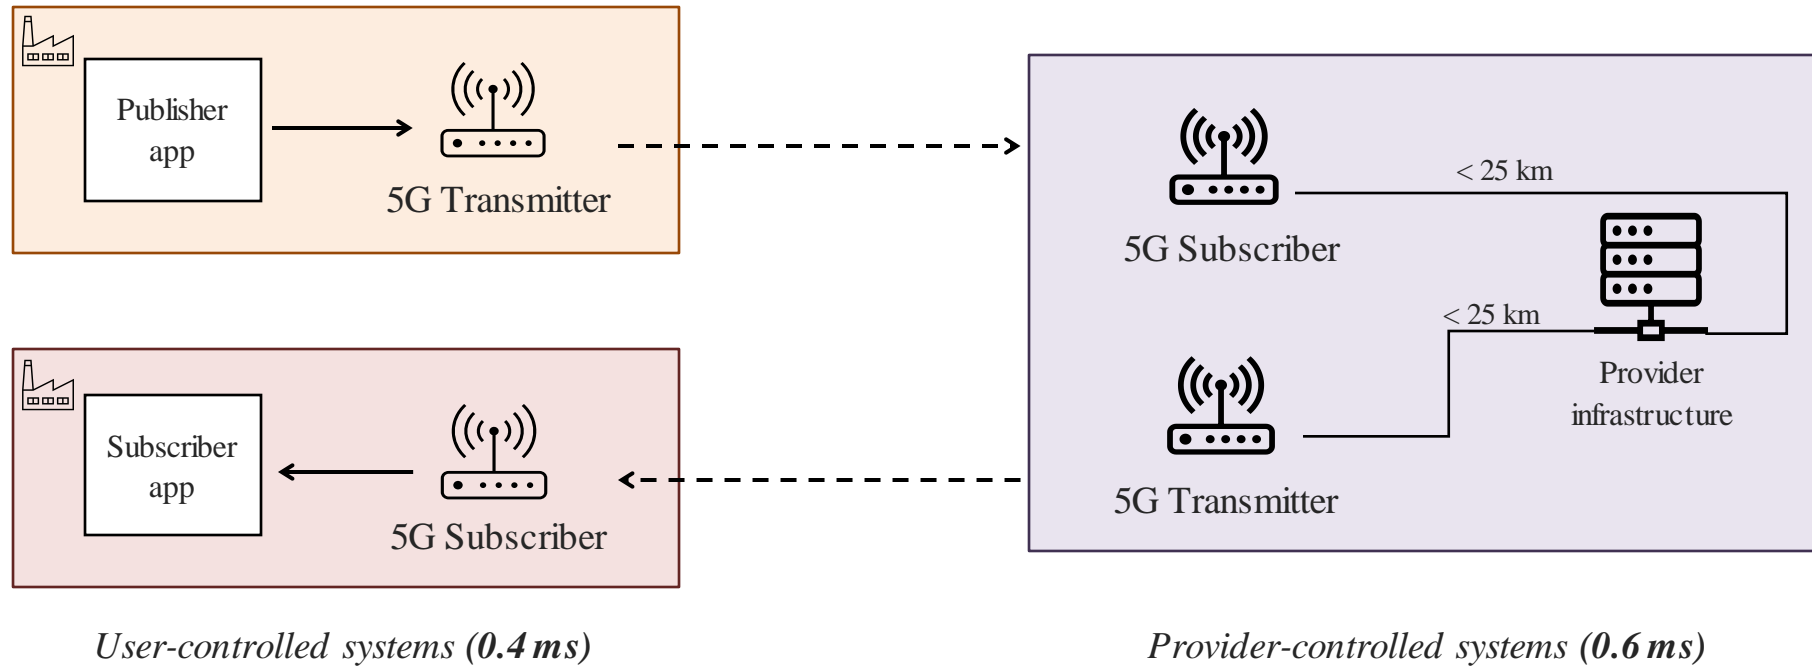 Publisher
app
5G Transmitter
Subscriber
app
5G Subscriber
User-controlled systems (0.4 ms)
5G Subscriber
< 25 km
< 25 km
Provider
infrastructure
5G Transmitter
Provider-controlled systems (0.6 ms)